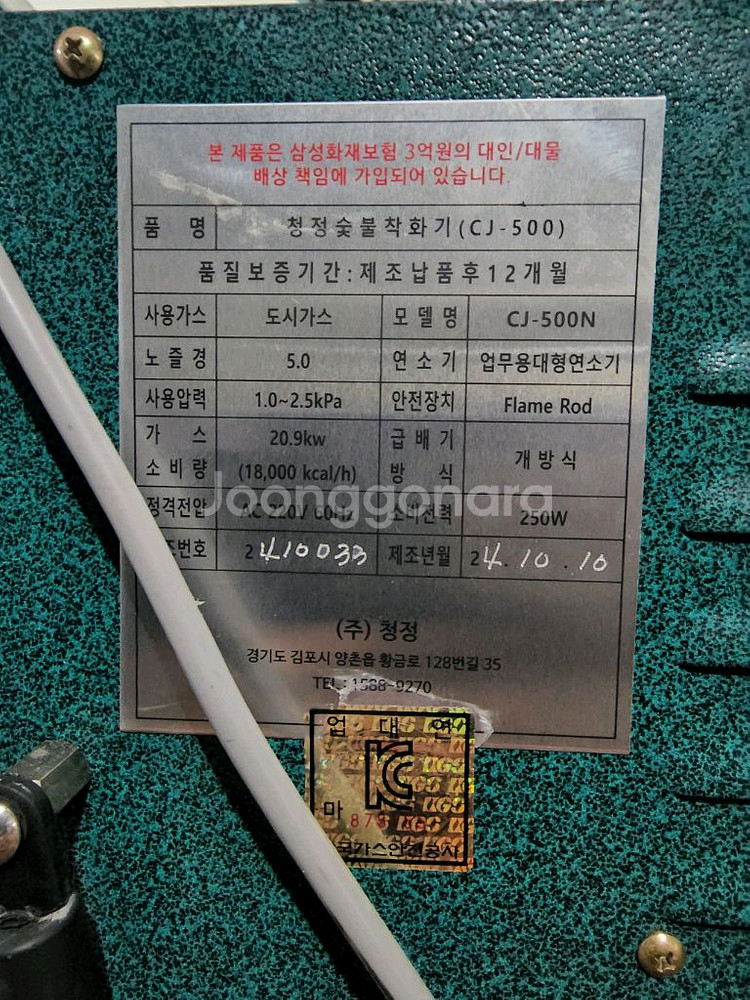 본 제품은 삼성화재보험 3억원의 대인/대물
배상 책임에 가입되어 있습니다.
품 명 청정숯불착화기(CJ-500)
품질보증기간:제조납품후12개월
사용가스 도시가스 모델명 CJ-500N
노즐경 5.0 연소기 업무용대형연소기
사용압력 1.0~2.5kPa 안전장치 Flame Rod
가 스 20.9kw 급배기
소비량 (18,000 kcal/h) 방 식 개방식
정격전압 AC 220V 60Hz 소비전력 250W
번호 2410033 제조년월 24.10.10
Joonggonara
(주) 청정
경기도 김포시 양촌읍 황금로 128번길 35
TEL : 1588-9270
업 대 연
KC
마
국가스안전공사